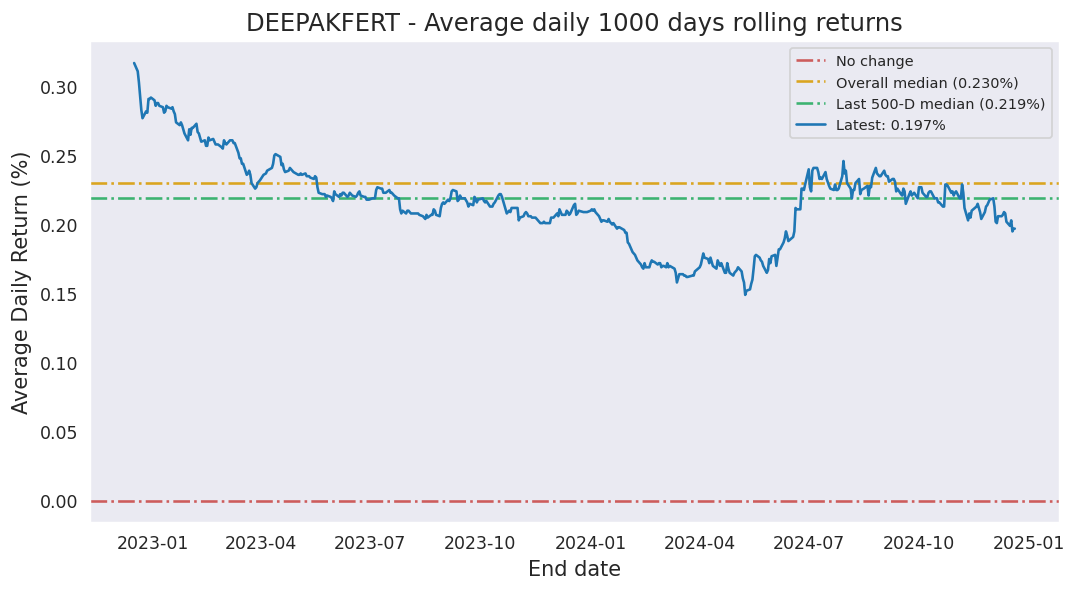 DEEPAKFERT - Average daily 1000 days rolling returns
No change
Overall median (0.230%)
Last 500-D median (0.219%)
Latest: 0.197%
Average Daily Return (%)
0.30
0.25
0.20
0.15
0.10
0.05
0.00
2023-01 2023-04 2023-07 2023-10 2024-01 2024-04 2024-07 2024-10 2025-01
End date